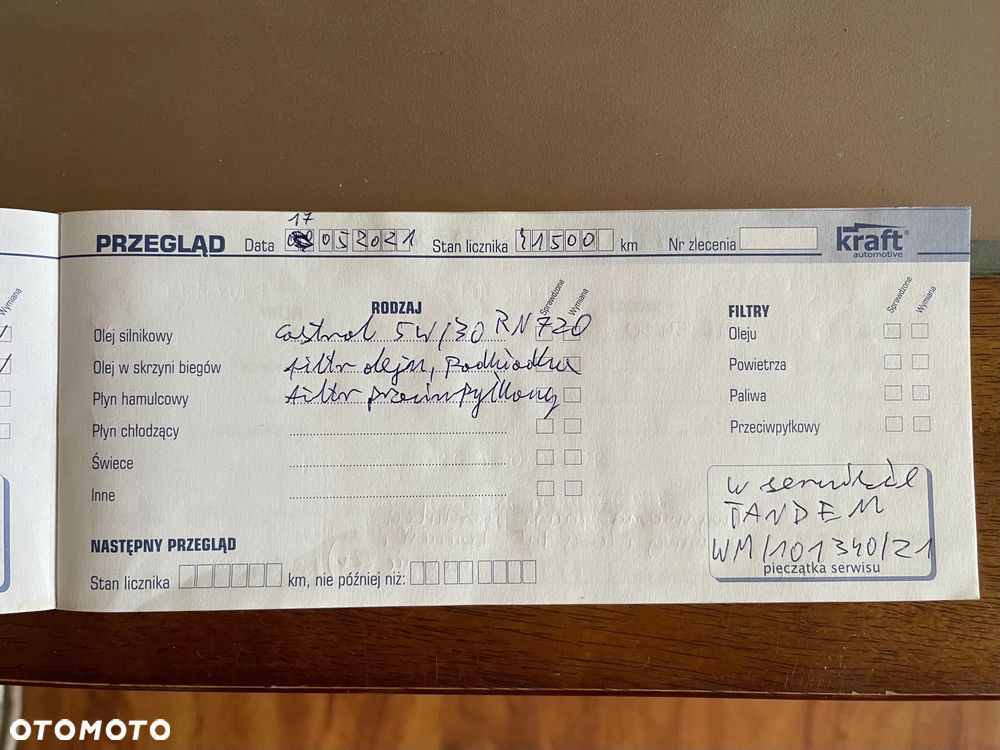 17
PRZEGLĄD Data 05 2021 Stan licznika 21500 km Nr zlecenia kraft®
automotive
Wymiana
Sprawdzone Wymiana
Sprawdzone Wymiana
RODZAJ
FILTRY
Olej silnikowy Castrol 5W/30 RN720
Oleju
Olej w skrzyni biegów filtr oleju, Podkładka
Powietrza
Płyn hamulcowy filtr przeciwpyłkowy
Paliwa
Płyn chłodzący
Przeciwpyłkowy
Świece
Inne
w serwisie
TANDEM
WM/101340/21
pieczątka serwisu
NASTĘPNY PRZEGLĄD
Stan licznika km, nie później niż:
OTOMOTO